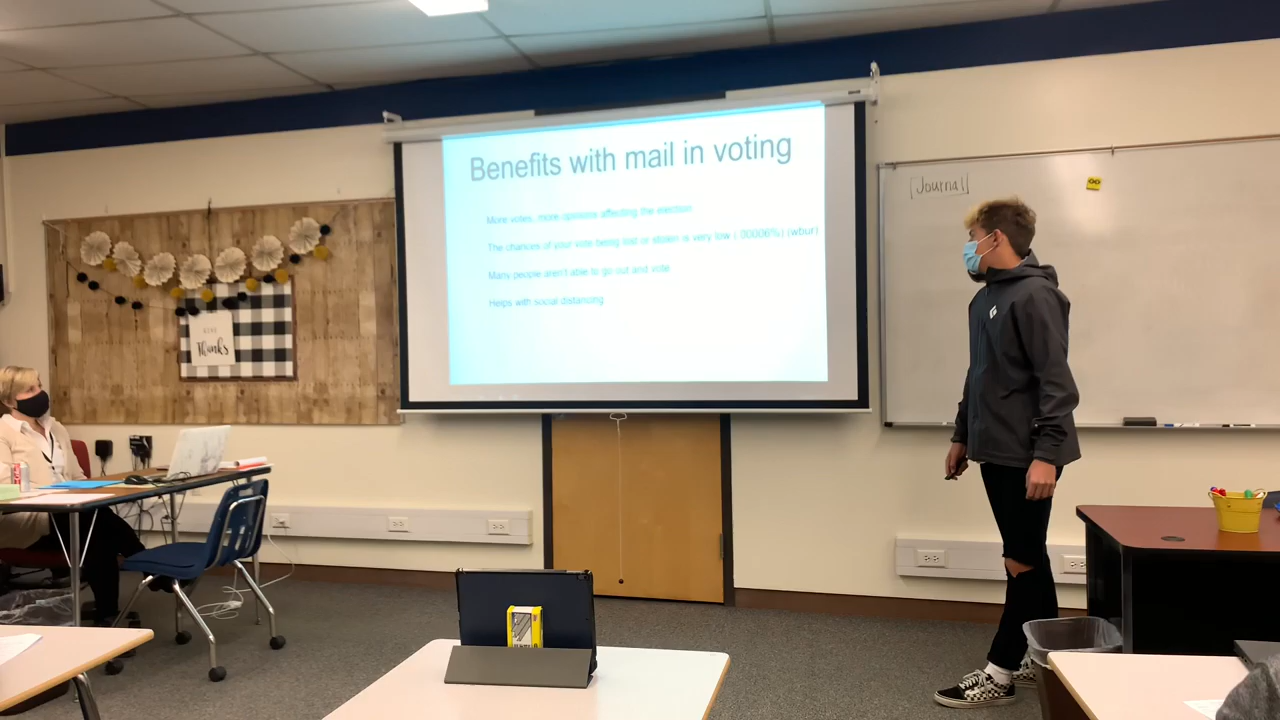 Benefits with mail in voting
More votes, more opinions affecting the election
The chances of your vote being lost or stolen is very low (.00006%) (wbur)
Many people aren't able to go out and vote
Helps with social distancing
[Journal]
GIVE
Thanks